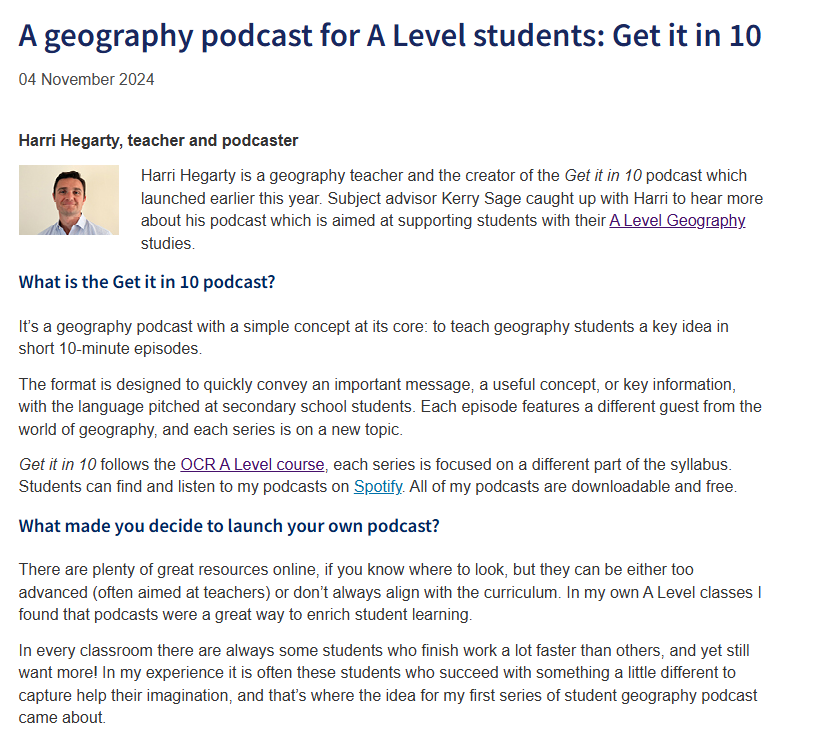 A geography podcast for A Level students: Get it in 10
04 November 2024
Harri Hegarty, teacher and podcaster
Harri Hegarty is a geography teacher and the creator of the Get it in 10 podcast which
launched earlier this year. Subject advisor Kerry Sage caught up with Harri to hear more
about his podcast which is aimed at supporting students with their A Level Geography
studies.
What is the Get it in 10 podcast?
It’s a geography podcast with a simple concept at its core: to teach geography students a key idea in
short 10-minute episodes.
The format is designed to quickly convey an important message, a useful concept, or key information,
with the language pitched at secondary school students. Each episode features a different guest from the
world of geography, and each series is on a new topic.
Get it in 10 follows the OCR A Level course, each series is focused on a different part of the syllabus.
Students can find and listen to my podcasts on Spotify. All of my podcasts are downloadable and free.
What made you decide to launch your own podcast?
There are plenty of great resources online, if you know where to look, but they can be either too
advanced (often aimed at teachers) or don’t always align with the curriculum. In my own A Level classes I
found that podcasts were a great way to enrich student learning.
In every classroom there are always some students who finish work a lot faster than others, and yet still
want more! In my experience it is often these students who succeed with something a little different to
capture help their imagination, and that’s where the idea for my first series of student geography podcast
came about.